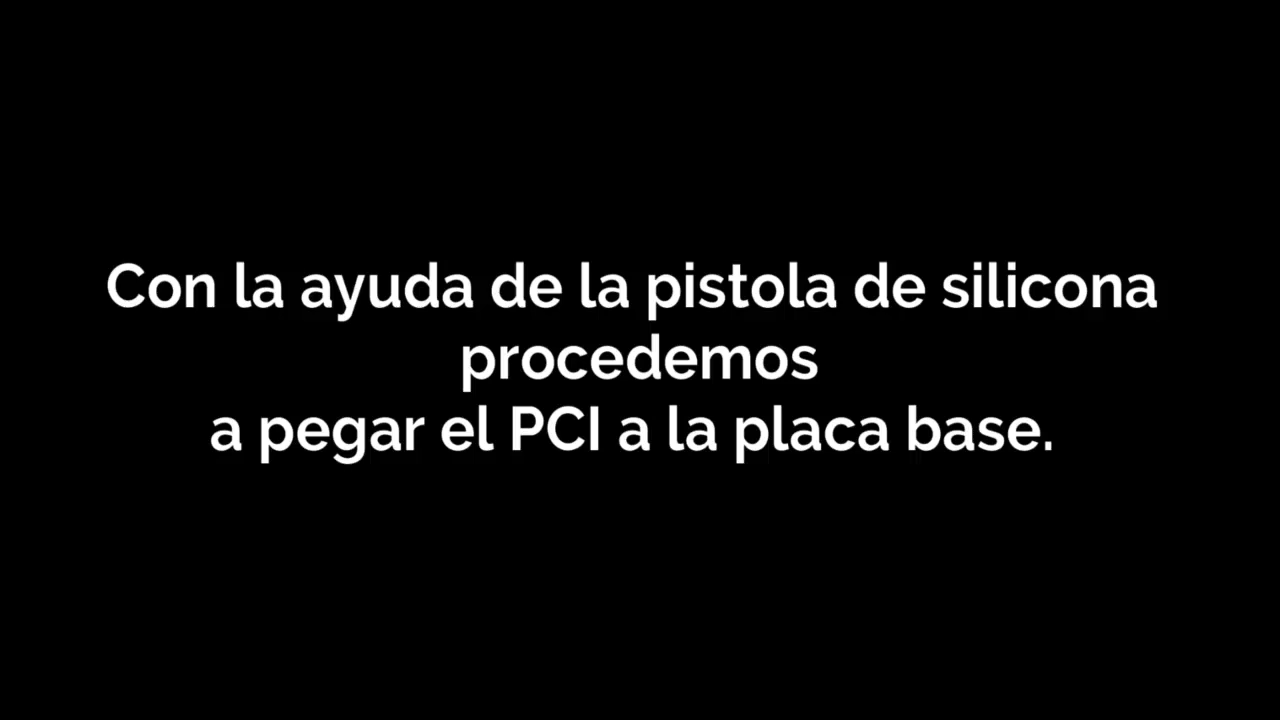 Con la ayuda de la pistola de silicona
procedemos
a pegar el PCI a la placa base.